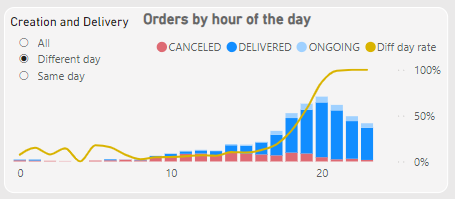 Creation and Delivery
All
Different day
Same day
Orders by hour of the day
CANCELED DELIVERED ONGOING Diff day rate
100%
50%
0%
0 10 20